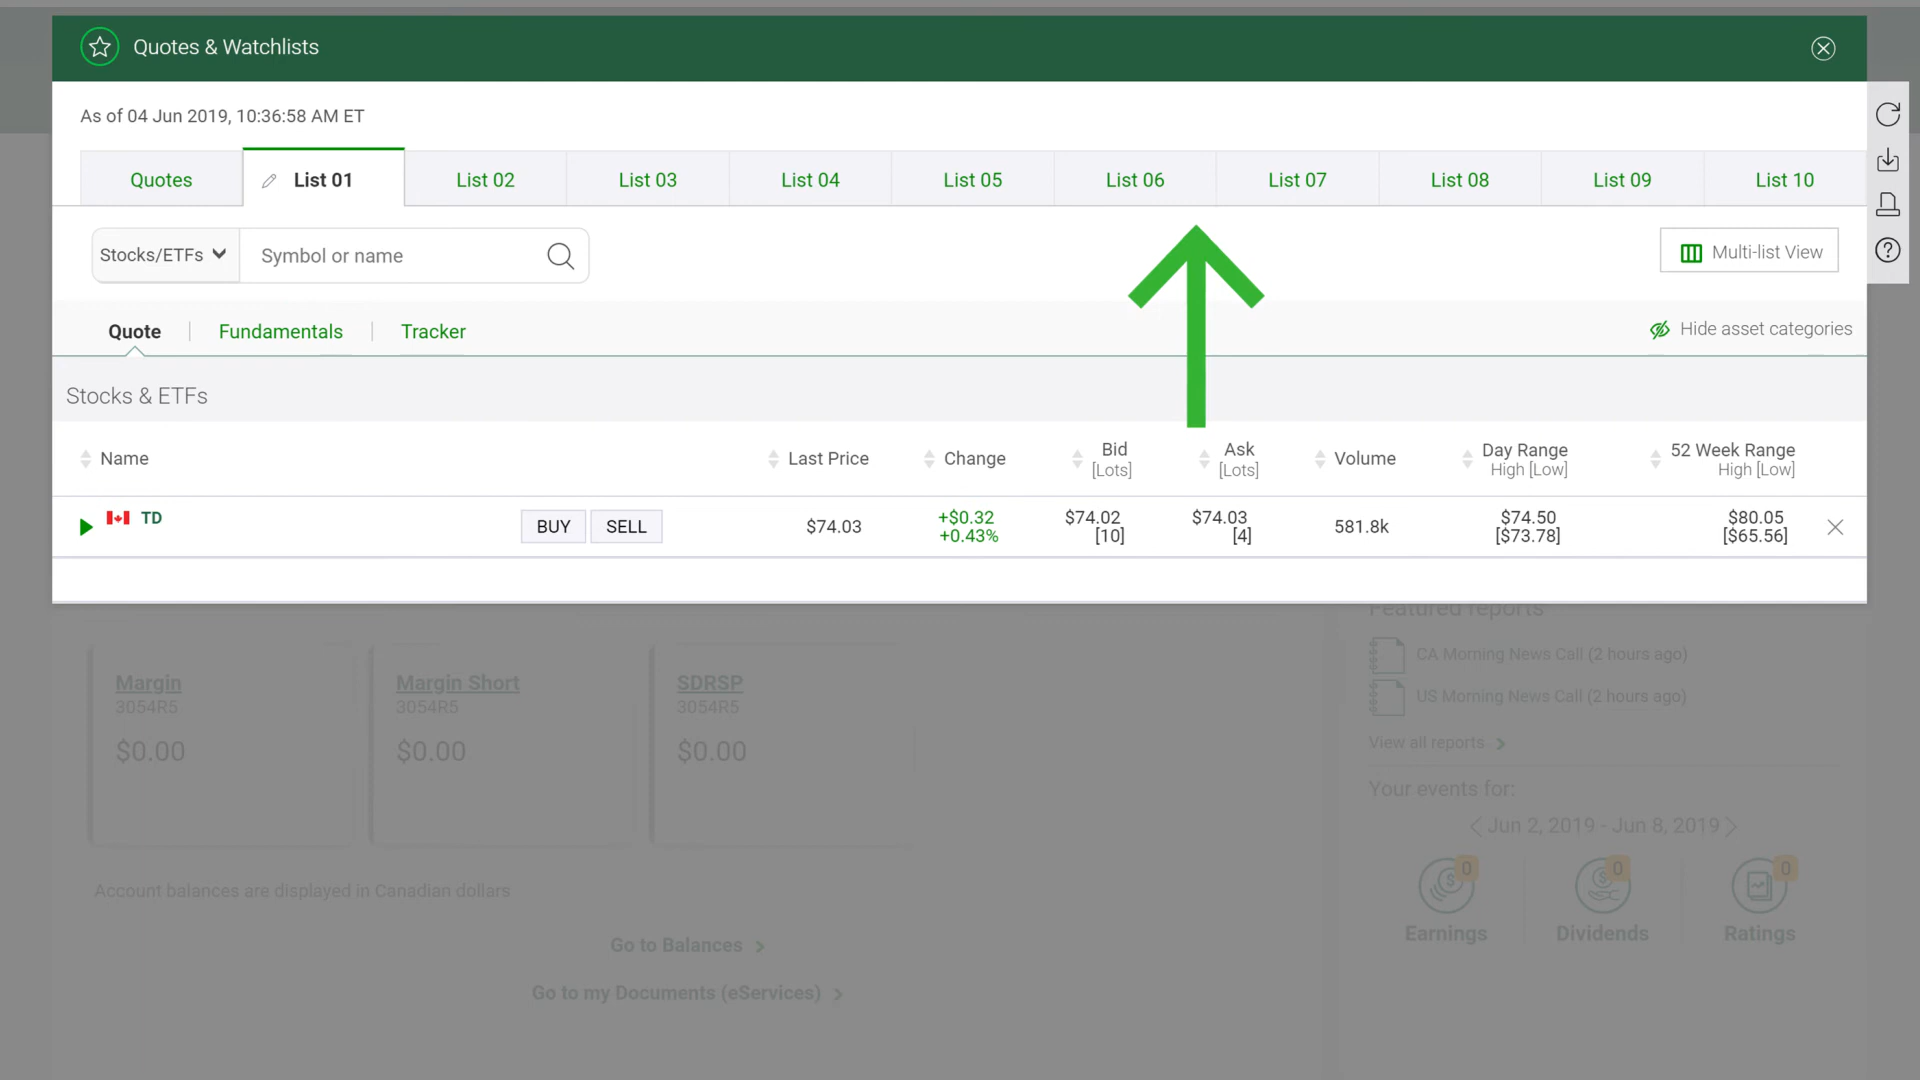 Quotes & Watchlists
As of 04 Jun 2019, 10:36:58 AM ET
Quotes
List 01
List 02
List 03
List 04
List 05
List 06
List 07
List 08
List 09
List 10
Stocks/ETFs
Symbol or name
Multi-list View
Quote
Fundamentals
Tracker
Hide asset categories
Stocks & ETFs
Name
Last Price
Change
Bid
[Lots]
Ask
[Lots]
Volume
Day Range
High [Low]
52 Week Range
High [Low]
TD
BUY
SELL
$74.03
+$0.32
+0.43%
$74.02
[10]
$74.03
[4]
581.8k
$74.50
[$73.78]
$80.05
[$65.56]
Margin
3054R5
$0.00
Margin Short
3054R5
$0.00
SDRSP
3054R5
$0.00
Account balances are displayed in Canadian dollars
Go to Balances
Go to my Documents (eServices)
Featured reports
CA Morning News Call (2 hours ago)
US Morning News Call (2 hours ago)
View all reports
Your events for:
Jun 2, 2019 - Jun 8, 2019
0
Earnings
0
Dividends
0
Ratings